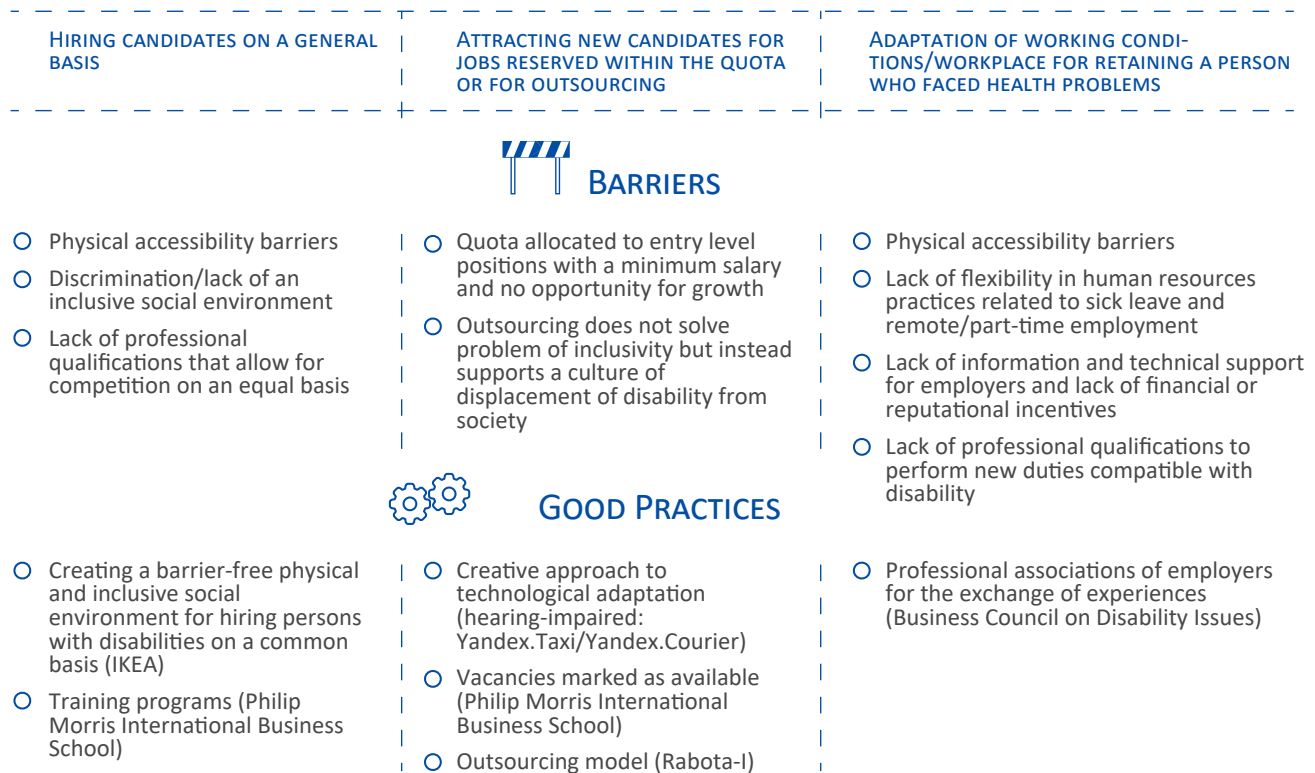 HIRING CANDIDATES ON A GENERAL
BASIS
ATTRACTING NEW CANDIDATES FOR
JOBS RESERVED WITHIN THE QUOTA
OR FOR OUTSOURCING
ADAPTATION OF WORKING CONDI-
TIONS/WORKPLACE FOR RETAINING A PERSON
WHO FACED HEALTH PROBLEMS
BARRIERS
Physical accessibility barriers
Discrimination/lack of an
inclusive social environment
Lack of professional
qualifications that allow for
competition on an equal basis
Quota allocated to entry level
positions with a minimum salary
and no opportunity for growth
Outsourcing does not solve
problem of inclusivity but instead
supports a culture of
displacement of disability from
society
Physical accessibility barriers
Lack of flexibility in human resources
practices related to sick leave and
remote/part-time employment
Lack of information and technical support
for employers and lack of financial or
reputational incentives
Lack of professional qualifications to
perform new duties compatible with
disability
GOOD PRACTICES
Creating a barrier-free physical
and inclusive social
environment for hiring persons
with disabilities on a common
basis (IKEA)
Training programs (Philip
Morris International Business
School)
Creative approach to
technological adaptation
(hearing-impaired:
Yandex.Taxi/Yandex.Courier)
Vacancies marked as available
(Philip Morris International
Business School)
Outsourcing model (Rabota-I)
Professional associations of employers
for the exchange of experiences
(Business Council on Disability Issues)